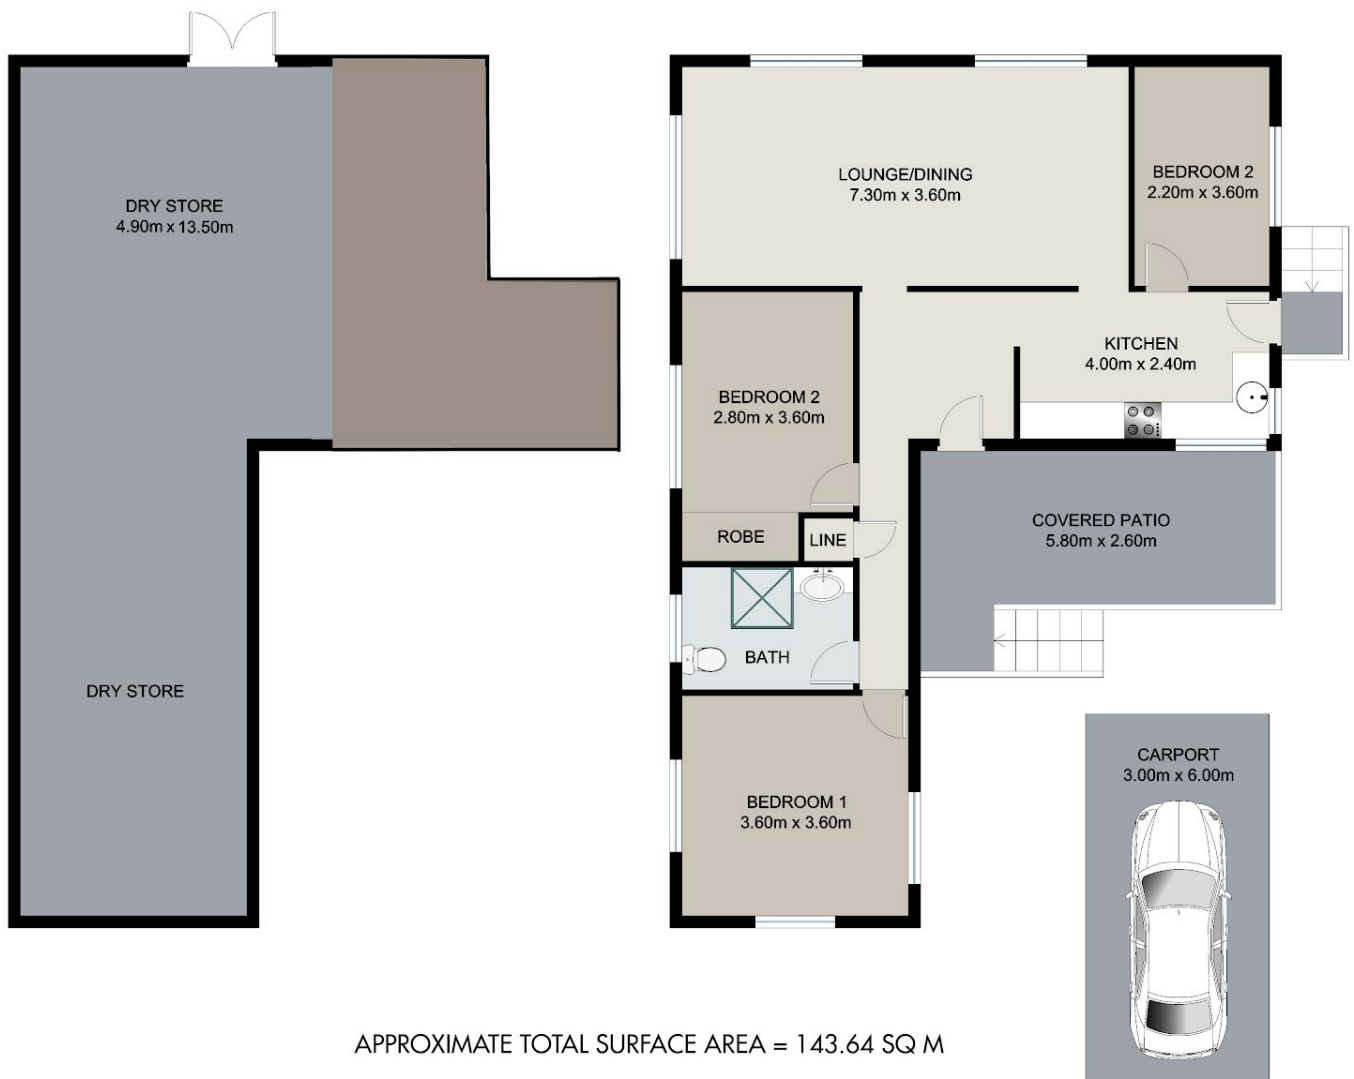 DRY STORE
4.90m x 13.50m
DRY STORE
LOUNGE/DINING
7.30m x 3.60m
BEDROOM 2
2.20m x 3.60m
KITCHEN
4.00m x 2.40m
BEDROOM 2
2.80m x 3.60m
ROBE
LINE
COVERED PATIO
5.80m x 2.60m
BATH
BEDROOM 1
3.60m x 3.60m
CARPORT
3.00m x 6.00m
APPROXIMATE TOTAL SURFACE AREA = 143.64 SQ M